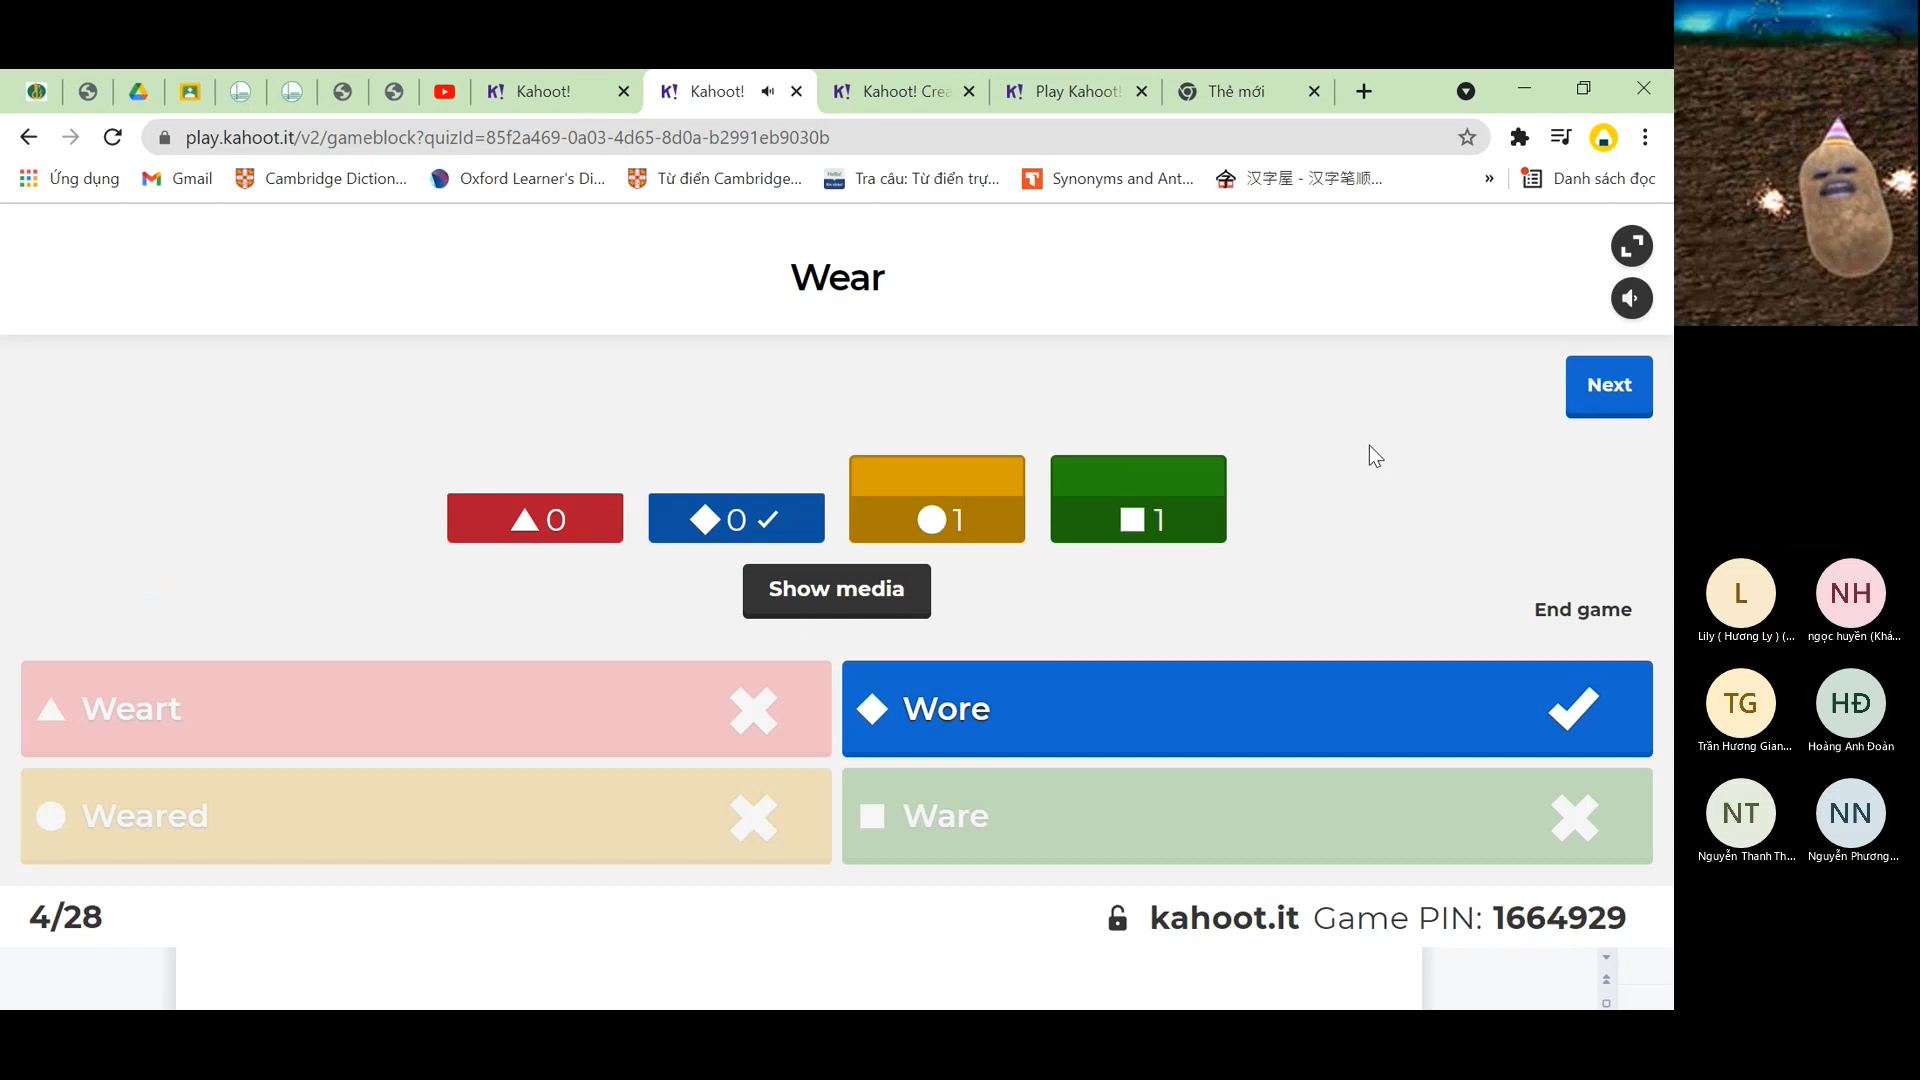 Kahoot!
Kahoot!
Kahoot! Crea
Play Kahoot!
Thẻ mới
play.kahoot.it/v2/gameblock?quizId=85f2a469-0a03-4d65-8d0a-b2991eb9030b
Ứng dụng
Gmail
Cambridge Diction...
Oxford Learner's Di...
Từ điển Cambridge...
Tra câu: Từ điển trự...
Synonyms and Ant...
汉字屋 - 汉字笔顺...
»
Danh sách đọc
Wear
Next
0
0
1
1
Show media
End game
Weart
Wore
Weared
Ware
4/28
kahoot.it Game PIN: 1664929
L
NH
Lily ( Hương Ly ) (...
ngọc huyền (Khá...
TG
HĐ
Trần Hương Gian...
Hoàng Anh Đoàn
NT
NN
Nguyễn Thanh Th...
Nguyễn Phương...